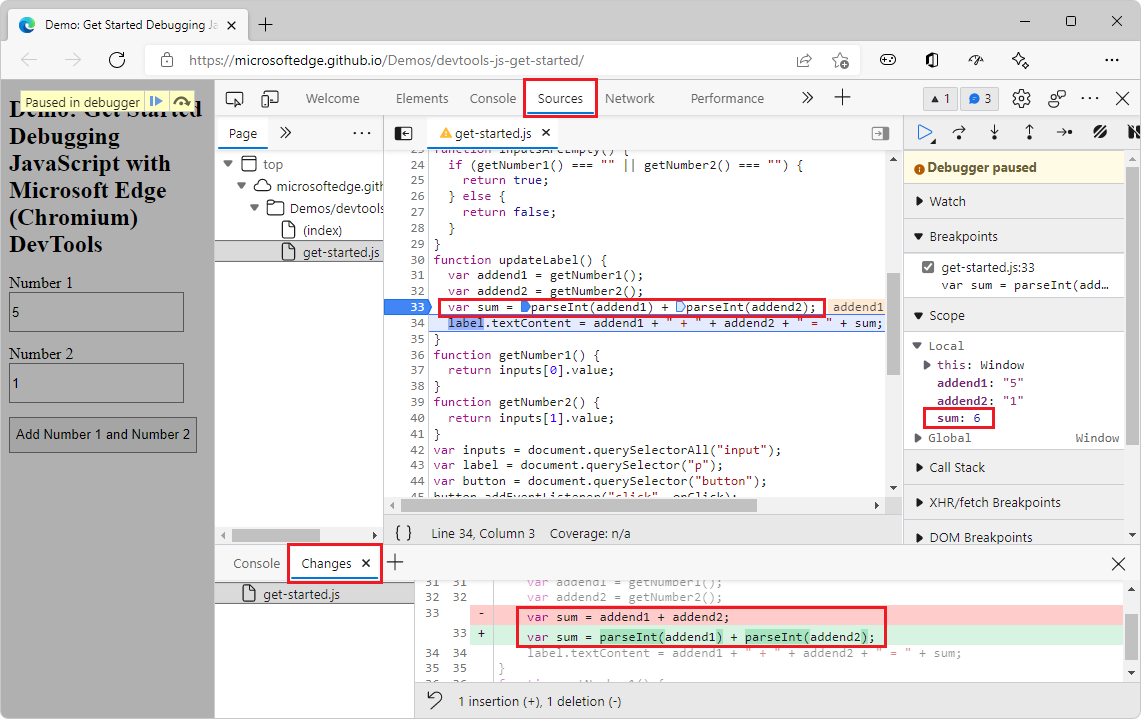 Demo: Get Started Debugging Ja
https://microsoftedge.github.io/Demos/devtools-js-get-started/
Paused in debugger
Demo: Get Started
Debugging
JavaScript with
Microsoft Edge
(Chromium)
DevTools
Number 1
5
Number 2
1
Add Number 1 and Number 2
Welcome Elements Console Sources Network Performance
1 3
Page
top
microsoftedge.gith
Demos/devtools
(index)
get-started.js
get-started.js
23 function inputsAreEmpty() {
24 if (getNumber1() === "" || getNumber2() === "") {
25 return true;
26 } else {
27 return false;
28 }
29 }
30 function updateLabel() {
31 var addend1 = getNumber1();
32 var addend2 = getNumber2();
33 var sum = parseInt(addend1) + parseInt(addend2); addend1
34 label.textContent = addend1 + " + " + addend2 + " = " + sum;
35 }
36 function getNumber1() {
37 return inputs[0].value;
38 }
39 function getNumber2() {
40 return inputs[1].value;
41 }
42 var inputs = document.querySelectorAll("input");
43 var label = document.querySelector("p");
44 var button = document.querySelector("button");
45 button.addEventListener("click", onClick);
{ } Line 34, Column 3 Coverage: n/a
Debugger paused
Watch
Breakpoints
get-started.js:33
var sum = parseInt(add…
Scope
Local
this: Window
addend1: "5"
addend2: "1"
sum: 6
Global Window
Call Stack
XHR/fetch Breakpoints
DOM Breakpoints
Console Changes
get-started.js
31 31 var addend1 = getNumber1();
32 32 var addend2 = getNumber2();
33 - var sum = addend1 + addend2;
33 + var sum = parseInt(addend1) + parseInt(addend2);
34 34 label.textContent = addend1 + " + " + addend2 + " = " + sum;
35 35 }
36 36 function getNumber1() {
1 insertion (+), 1 deletion (-)